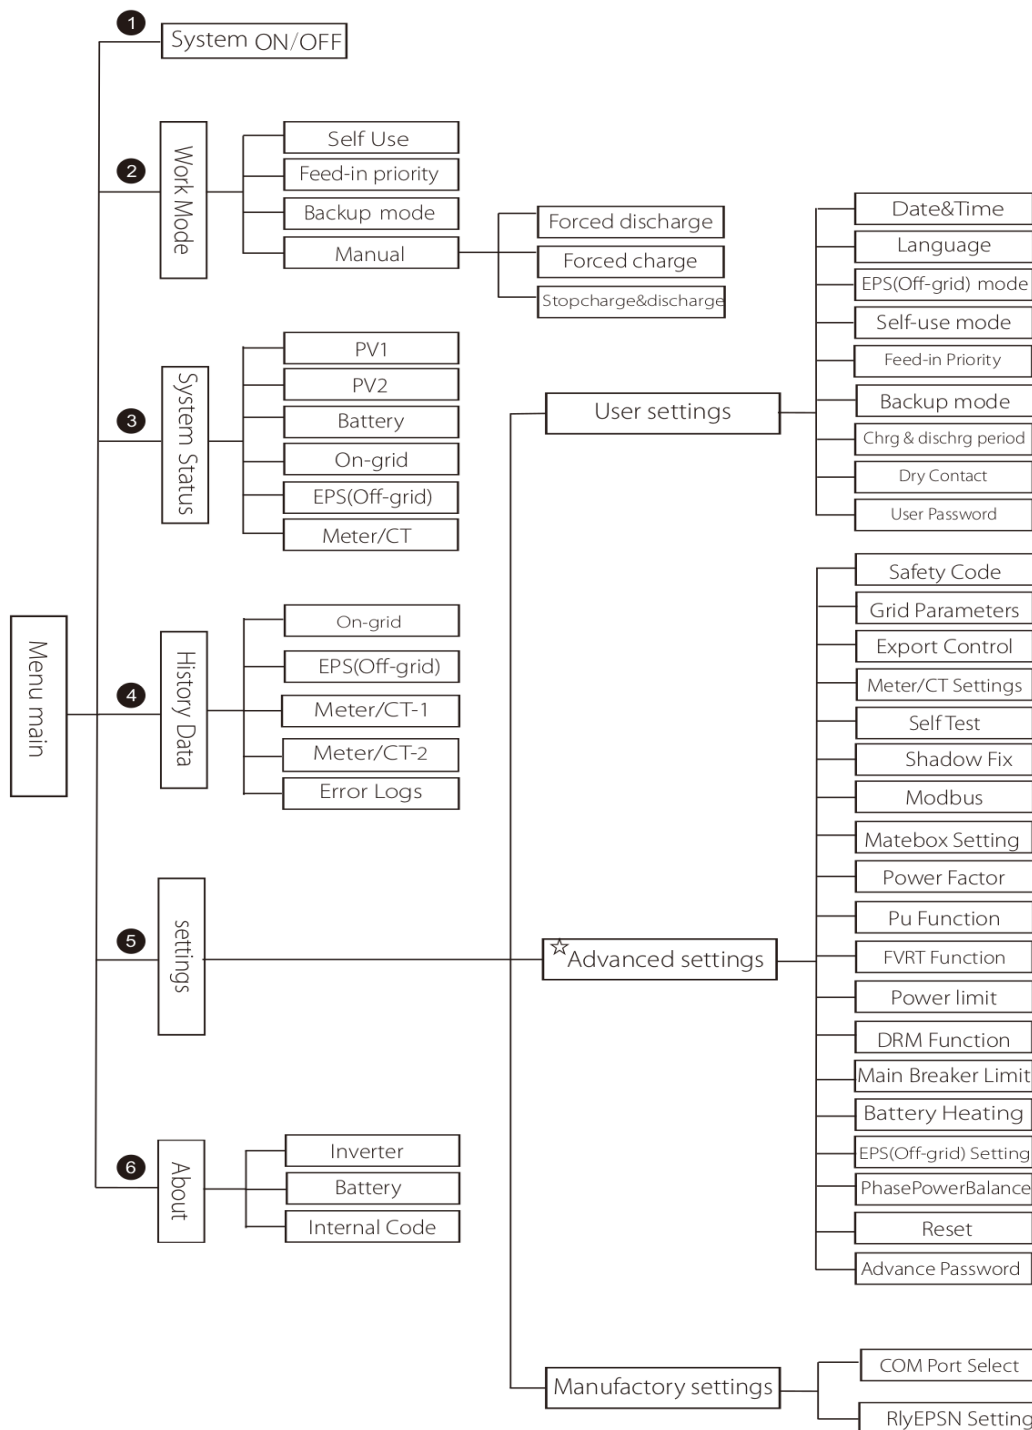 Menu main
1
System ON/OFF
2
Work Mode
Self Use
Feed-in priority
Backup mode
Manual
Forced discharge
Forced charge
Stopcharge&discharge
3
System Status
PV1
PV2
Battery
On-grid
EPS(Off-grid)
Meter/CT
4
History Data
On-grid
EPS(Off-grid)
Meter/CT-1
Meter/CT-2
Error Logs
5
settings
User settings
Date&Time
Language
EPS(Off-grid) mode
Self-use mode
Feed-in Priority
Backup mode
Chrg & dischrg period
Dry Contact
User Password
☆Advanced settings
Safety Code
Grid Parameters
Export Control
Meter/CT Settings
Self Test
Shadow Fix
Modbus
Matebox Setting
Power Factor
Pu Function
FVRT Function
Power limit
DRM Function
Main Breaker Limit
Battery Heating
EPS(Off-grid) Setting
PhasePowerBalance
Reset
Advance Password
Manufactory settings
COM Port Select
RlyEPSN Setting
6
About
Inverter
Battery
Internal Code